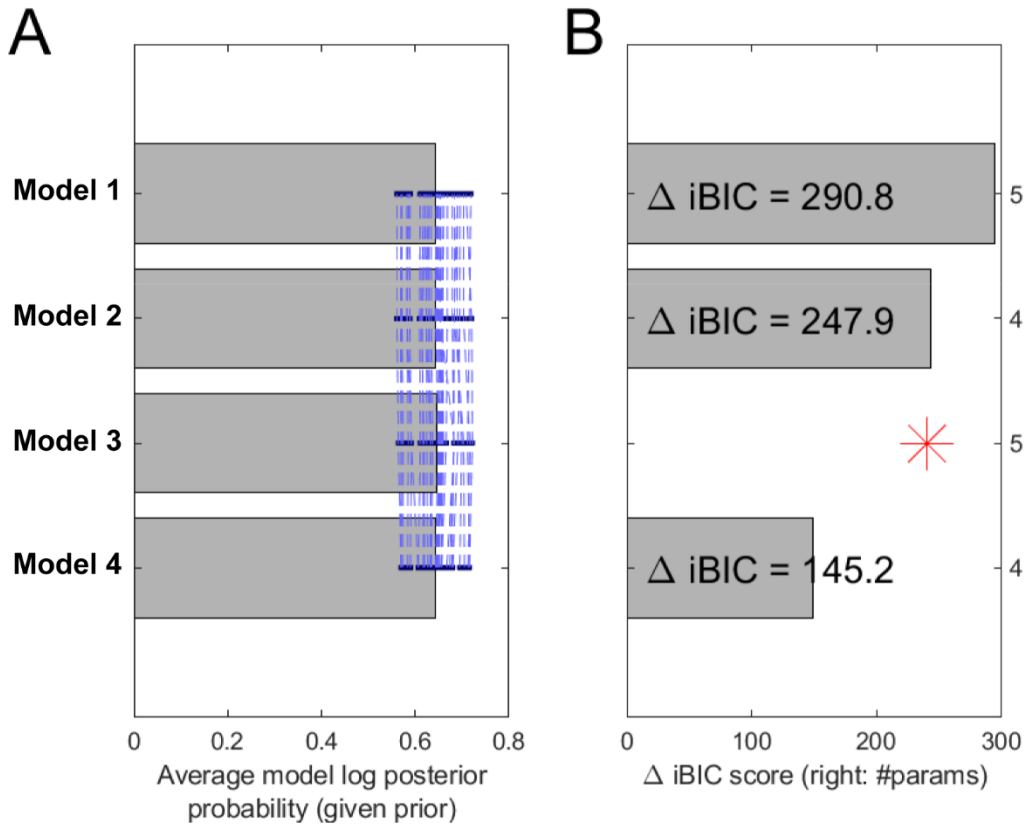 A
B
Model 1
Model 2
Model 3
Model 4
0 0.2 0.4 0.6 0.8
Average model log posterior
probability (given prior)
Δ iBIC = 290.8
5
Δ iBIC = 247.9
4
5
Δ iBIC = 145.2
4
0 100 200 300
Δ iBIC score (right: #params)